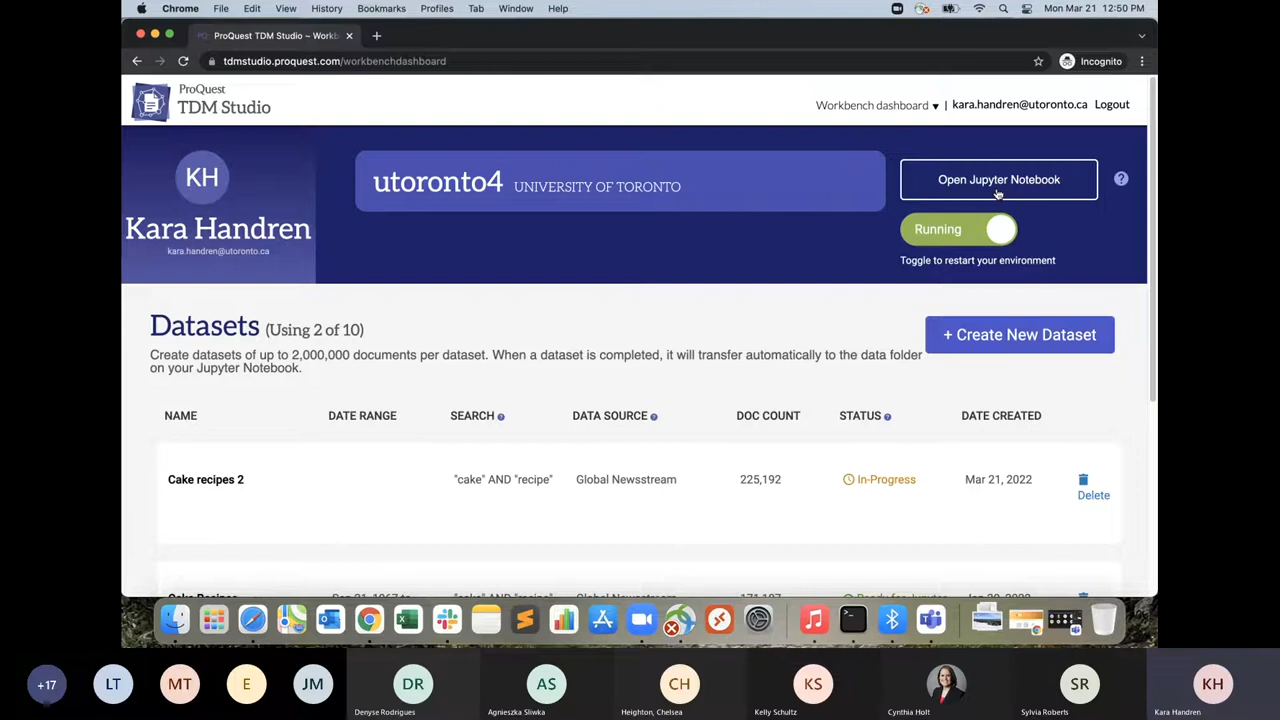 Chrome File Edit View History Bookmarks Profiles Tab Window Help Mon Mar 21 12:50 PM
ProQuest TDM Studio – Workb
tdmstudio.proquest.com/workbenchdashboard Incognito
ProQuest
TDM Studio
Workbench dashboard | kara.handren@utoronto.ca Logout
KH
Kara Handren
kara.handren@utoronto.ca
utoronto4 UNIVERSITY OF TORONTO
Open Jupyter Notebook ?
Running
Toggle to restart your environment
Datasets (Using 2 of 10)
+ Create New Dataset
Create datasets of up to 2,000,000 documents per dataset. When a dataset is completed, it will transfer automatically to the data folder
on your Jupyter Notebook.
NAME DATE RANGE SEARCH ? DATA SOURCE ? DOC COUNT STATUS ? DATE CREATED
Cake recipes 2 "cake" AND "recipe" Global Newsstream 225,192 In-Progress Mar 21, 2022
Delete
+17 LT MT E JM DR AS CH KS SR KH
Denyse Rodrigues Agnieszka Sliwka Heighton, Chelsea Kelly Schultz Cynthia Holt Sylvia Roberts Kara Handren